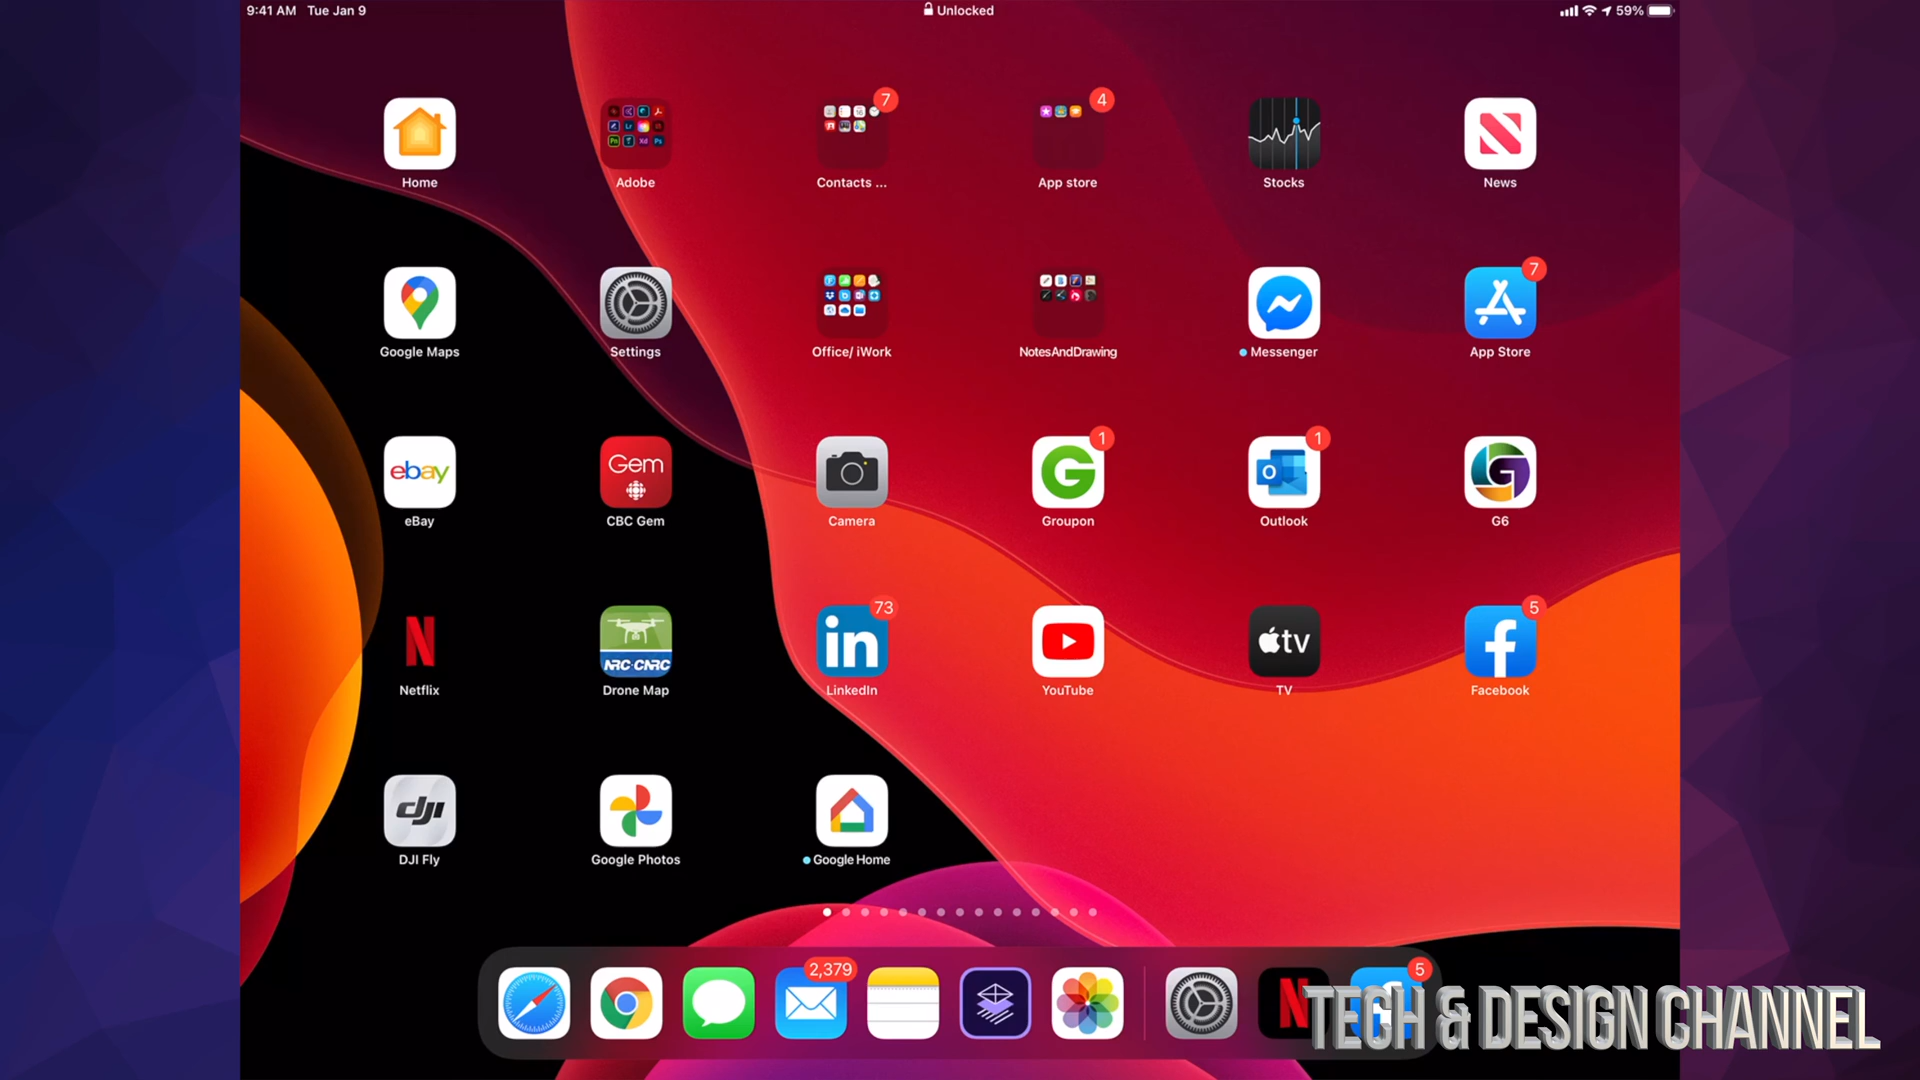 9:41 AM Tue Jan 9
Unlocked
59%
7
4
Home
Adobe
Contacts ...
App store
Stocks
News
7
Google Maps
Settings
Office/ iWork
NotesAndDrawing
Messenger
App Store
ebay
Gem
1
1
eBay
CBC Gem
Camera
Groupon
Outlook
G6
N
NRC·CNRC
73
in
tv
5
Netflix
Drone Map
LinkedIn
YouTube
TV
Facebook
dji
DJI Fly
Google Photos
Google Home
2,379
5
TECH & DESIGN CHANNEL